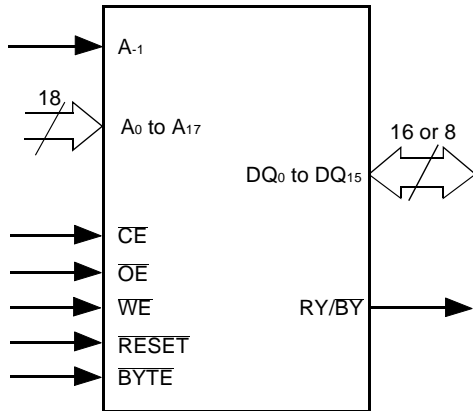 A-1
18
A0 to A17
16 or 8
DQ0 to DQ15
CE
OE
WE
RY/BY
RESET
BYTE